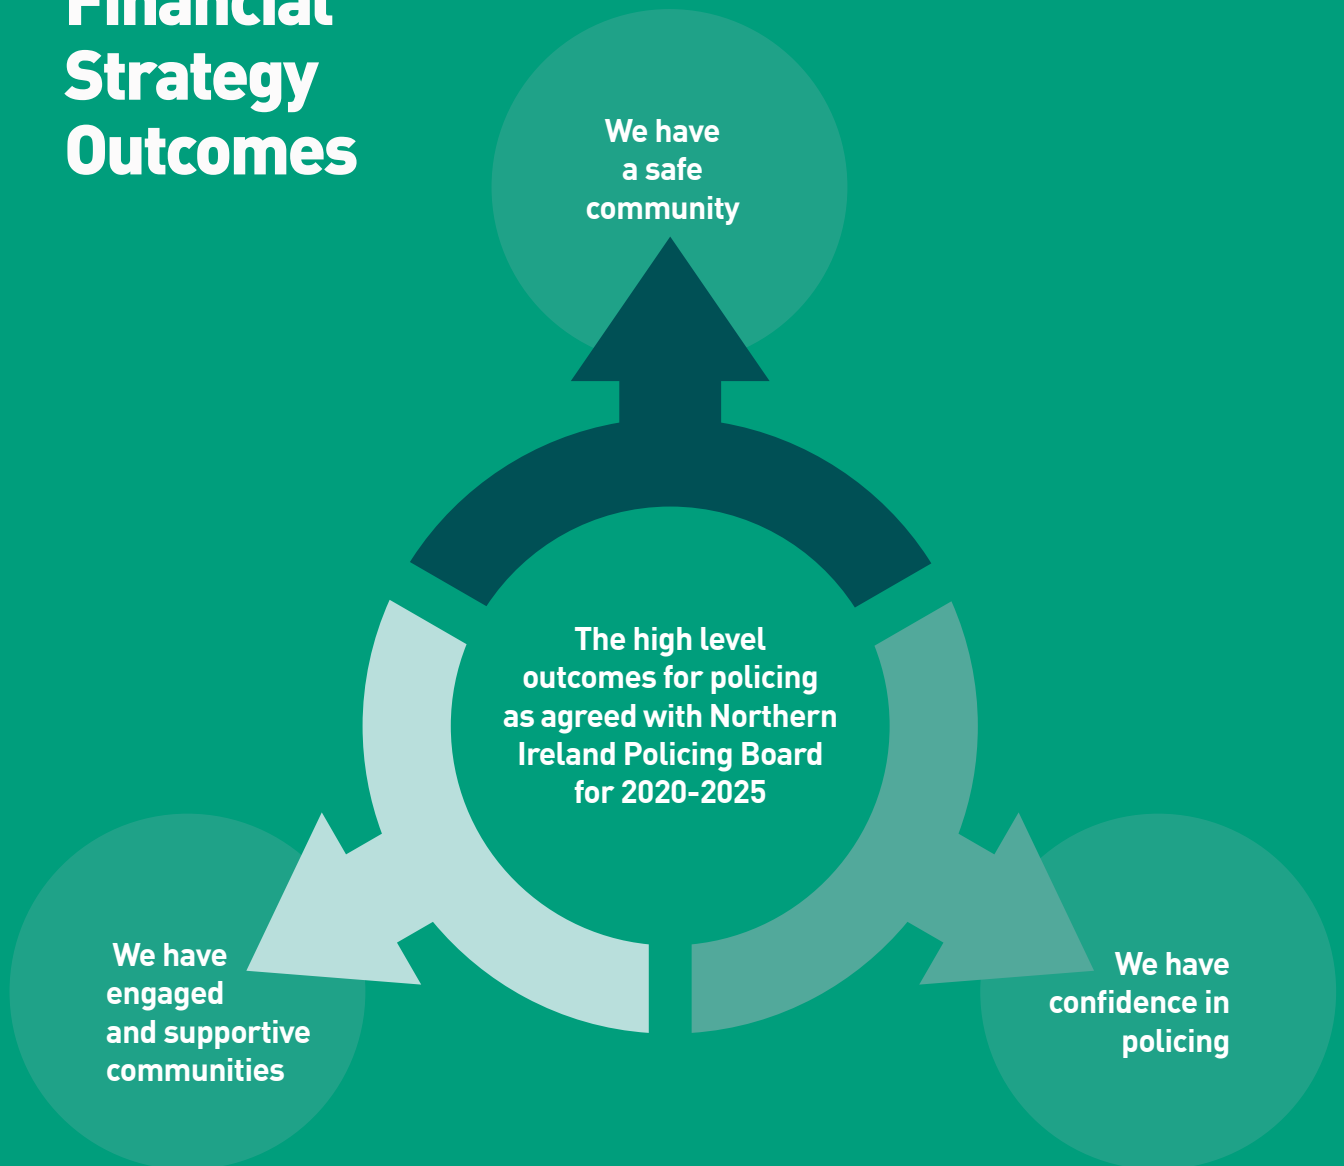 Financial
Strategy
Outcomes
We have
a safe
community
The high level
outcomes for policing
as agreed with Northern
Ireland Policing Board
for 2020-2025
We have
engaged
and supportive
communities
We have
confidence in
policing